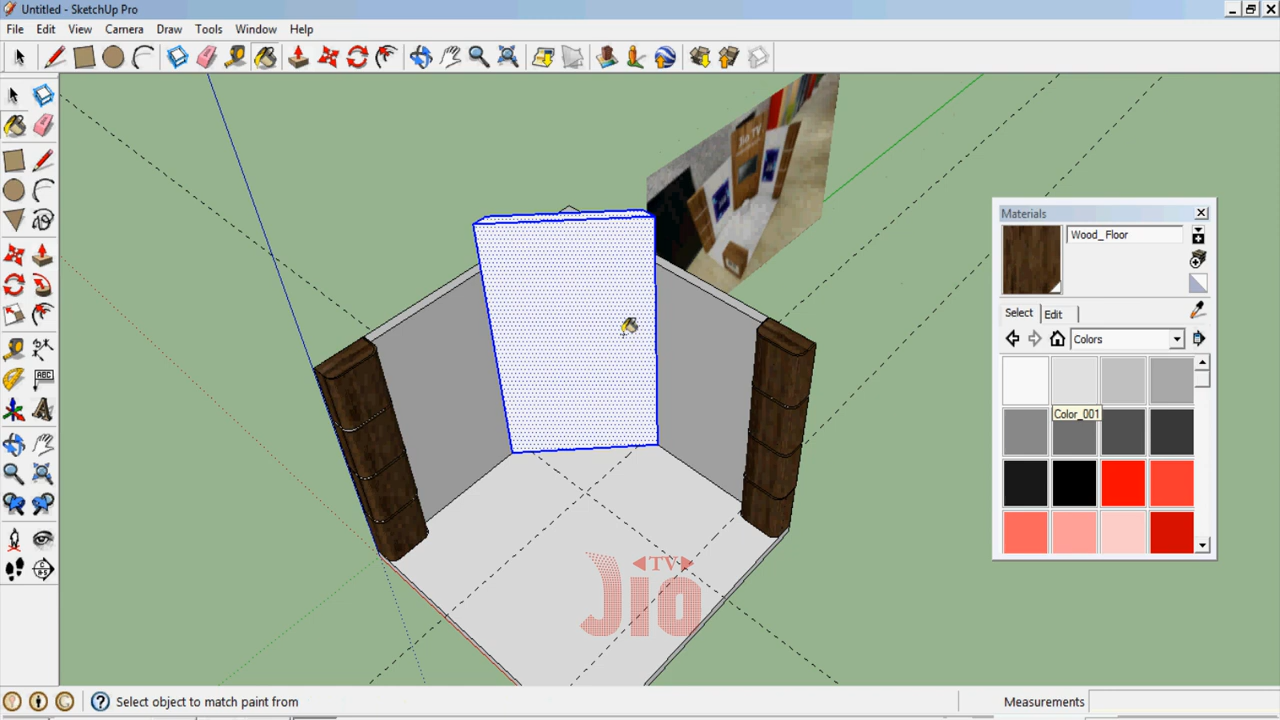 Untitled - SketchUp Pro
File Edit View Camera Draw Tools Window Help
Materials
Wood_Floor
Select Edit
Colors
Color_001
ABC
TV
Jio
Select object to match paint from
Measurements